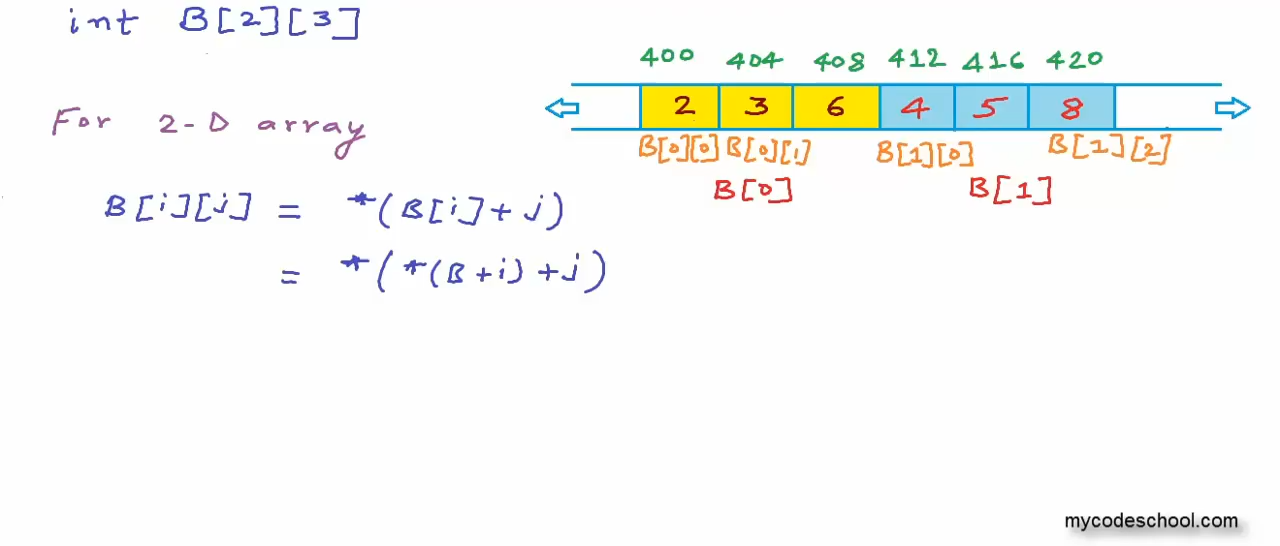 int B[2][3]
400 404 408 412 416 420
2 3 6 4 5 8
For 2-D array
B[0][0] B[0][1] B[1][0] B[1][2]
B[0] B[1]
B[i][j] = *(B[i]+j)
= *(*(B+i)+j)
mycodeschool.com